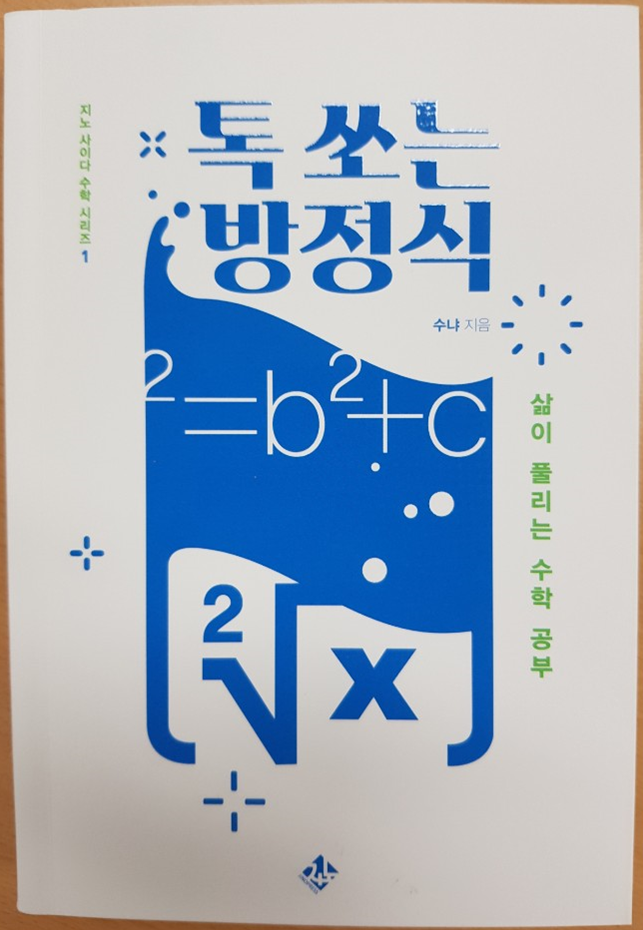 지노 사이다 수학 시리즈 1
톡 쏘는
방정식
수냐 지음
삶이 풀리는 수학 공부
²=b²+c
²√x